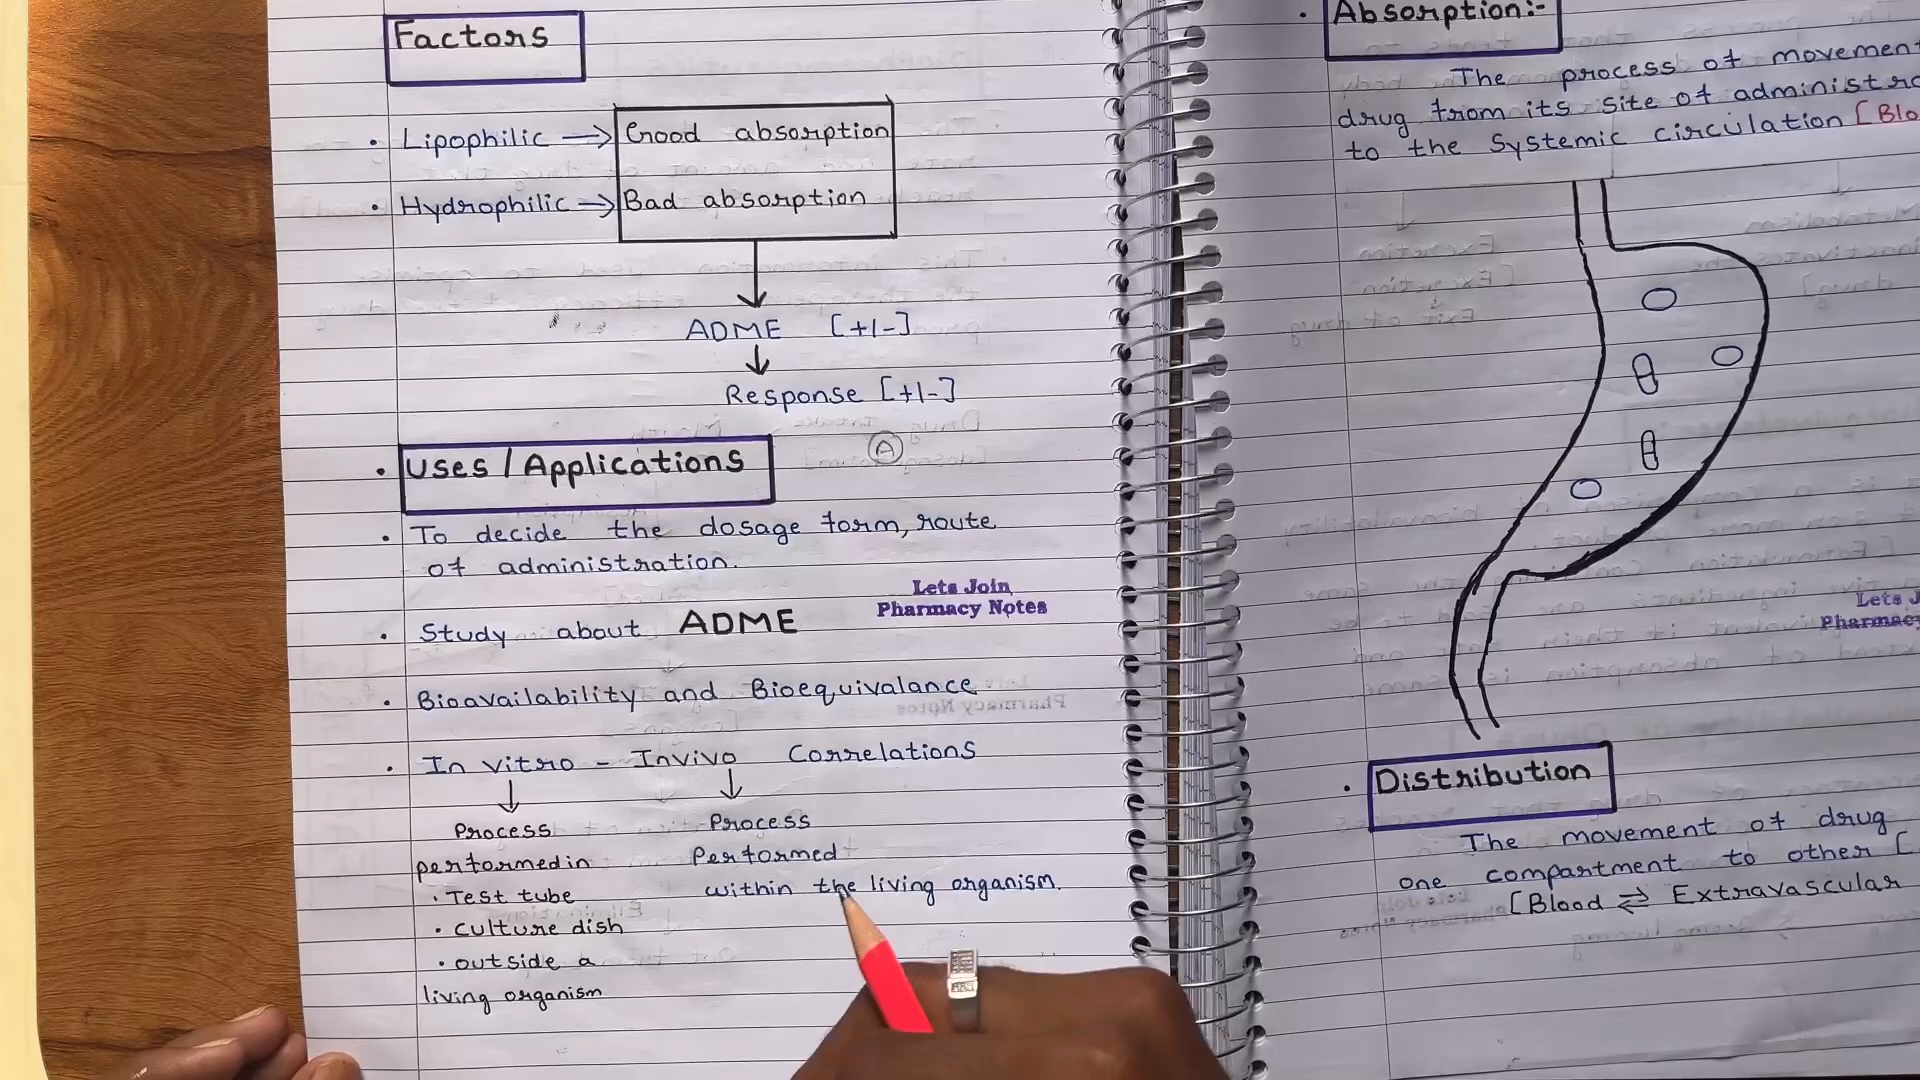 Factors
• Lipophilic → Good absorption
• Hydrophilic → Bad absorption
ADME [+/-]
Response [+/-]
A
• Uses / Applications
• To decide the dosage form, route
of administration.
Lets Join
Pharmacy Notes
• Study about ADME
• Bioavailability and Bioequivalance
• In vitro - Invivo Correlations
Process
performed in
• Test tube
• culture dish
• outside a
living organism
Process
Performed
within the living organism.
• Absorption:-
The process of movement
drug from its site of administra
to the Systemic circulation [Blo
Lets J
Pharmacy
• Distribution
The movement of drug
one compartment to other [
[Blood ⇌ Extravascular